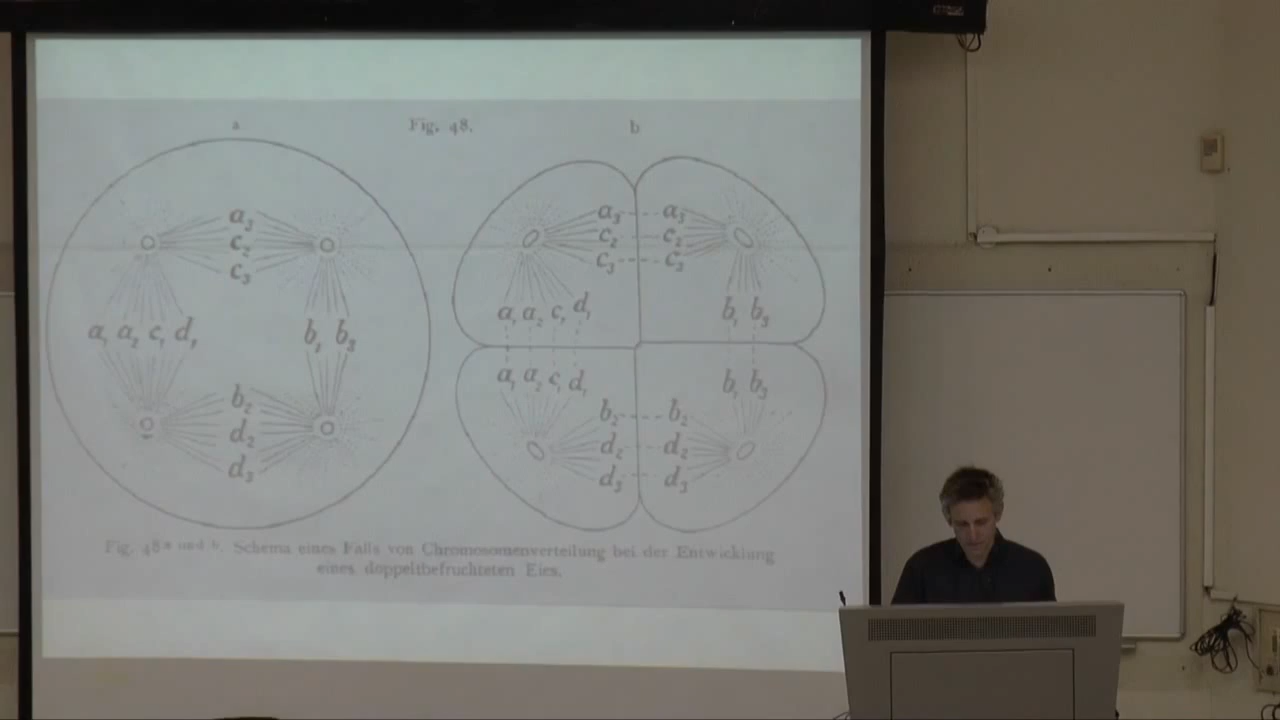 a Fig. 48. b
a3 c2 c3
a1 a2 c1 d1 b1 b3
b2 d2 d3
a3 a3
c2 c2
c3 c3
a1 a2 c1 d1 b1 b3
a1 a2 c1 d1 b1 b3
b2 b2
d2 d2
d3 d3
Fig. 48 a und b. Schema eines Falls von Chromosomenverteilung bei der Entwicklung
eines doppeltbefruchteten Eies.